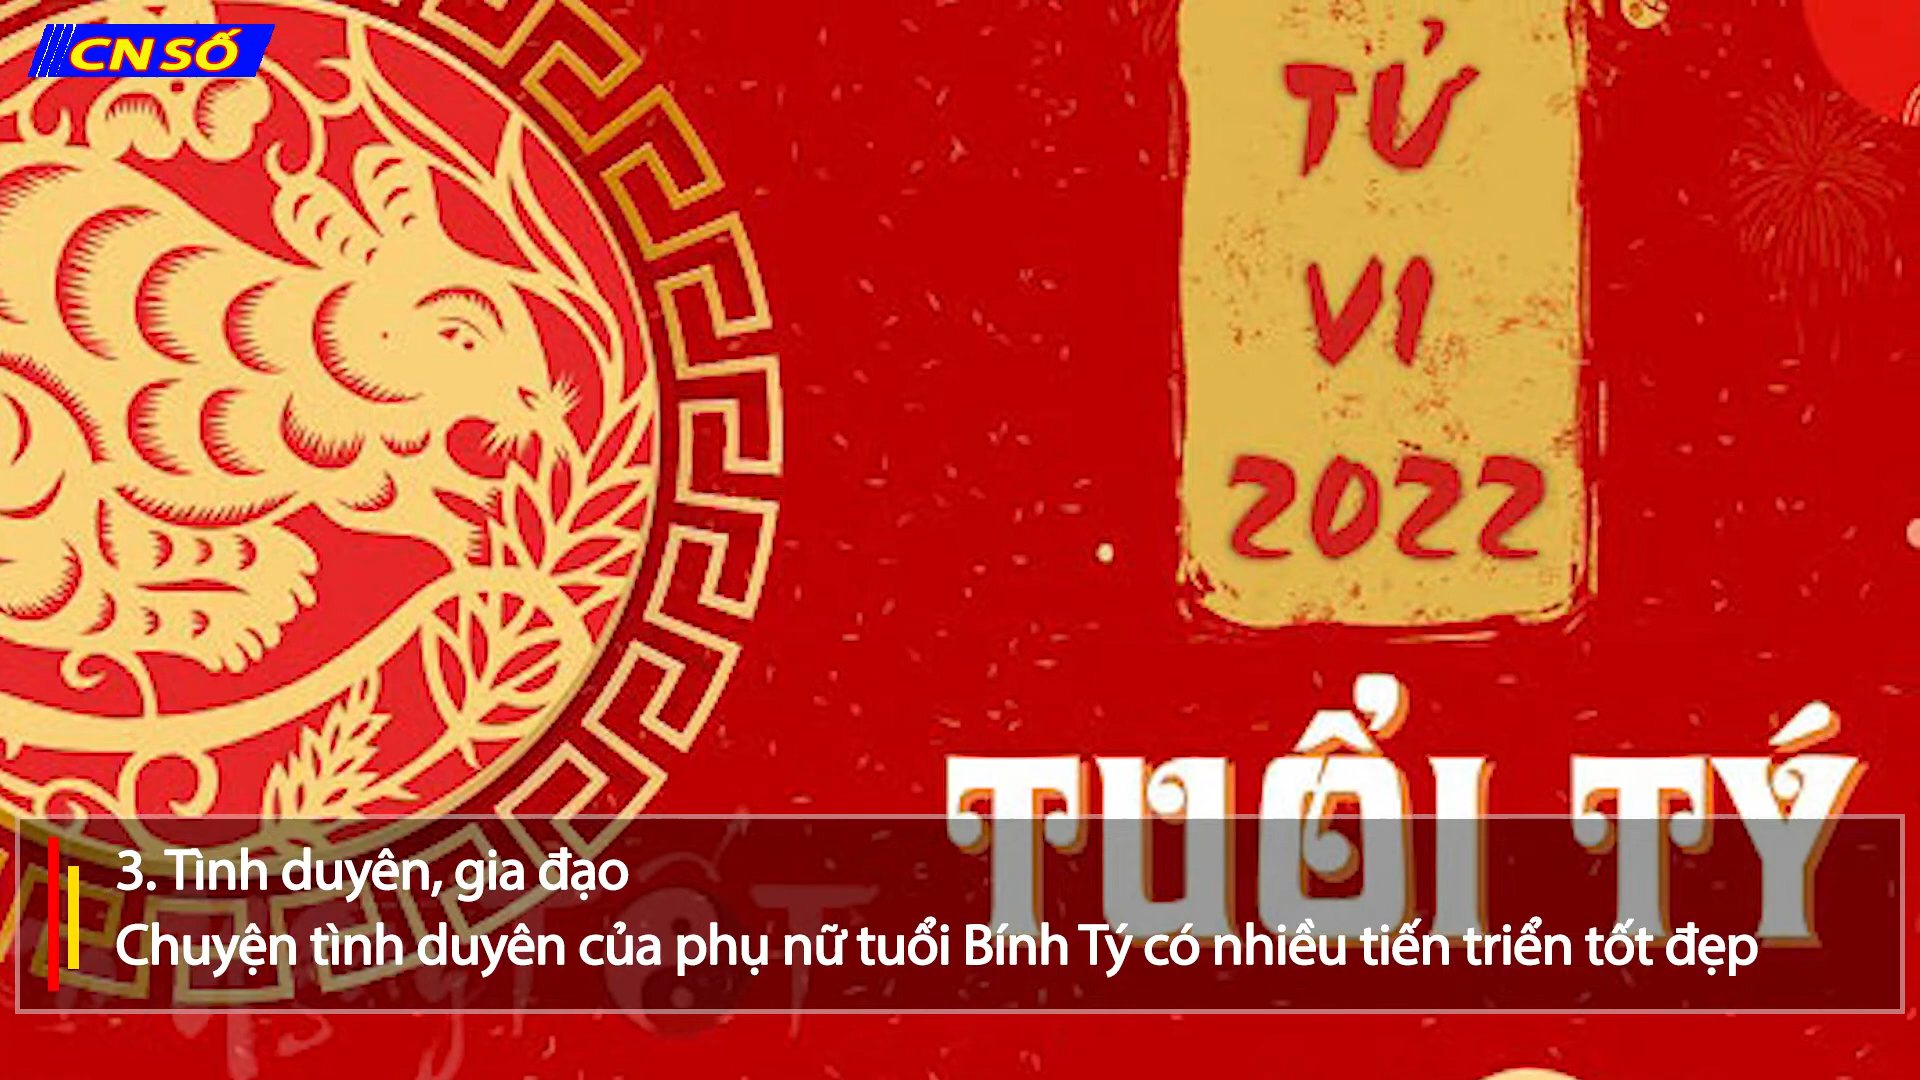 CN SỐ
TỬ
VI
2022
TUỔI TÝ
3. Tình duyên, gia đạo
Chuyện tình duyên của phụ nữ tuổi Bính Tý có nhiều tiến triển tốt đẹp